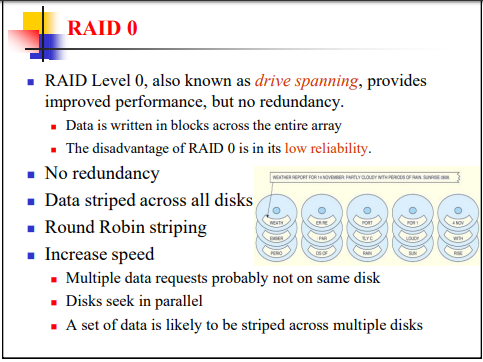 RAID 0
RAID Level 0, also known as drive spanning, provides
improved performance, but no redundancy.
Data is written in blocks across the entire array
The disadvantage of RAID 0 is in its low reliability.
No redundancy
WEATHER REPORT FOR 14 NOVEMBER: PARTLY CLOUDY WITH PERIODS OF RAIN. SUNRISE
Data striped across all disks
Round Robin striping
WEATH ER RE PORT FOR 1 4 NOV
EMBER : PAR TLY C LOUDY WITH
PERIO DS OF RAIN SUN RISE
Increase speed
Multiple data requests probably not on same disk
Disks seek in parallel
A set of data is likely to be striped across multiple disks